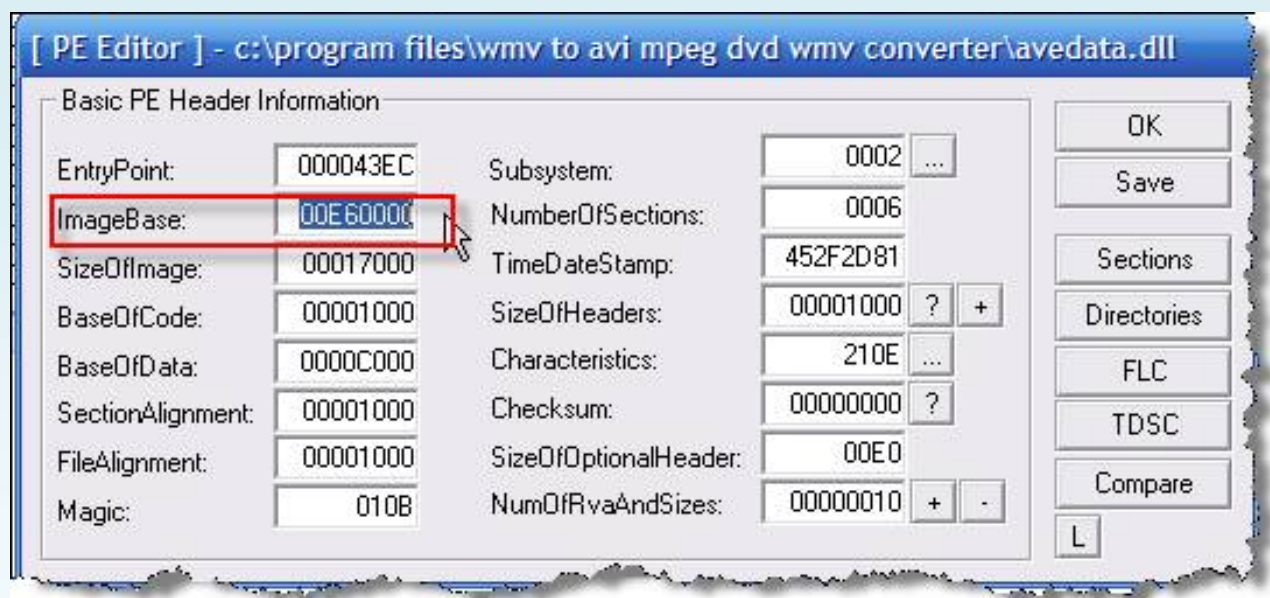 [ PE Editor ] - c:\program files\wmv to avi mpeg dvd wmv converter\avedata.dll
Basic PE Header Information
EntryPoint: 000043EC
ImageBase: 00E60000
SizeOfImage: 00017000
BaseOfCode: 00001000
BaseOfData: 0000C000
SectionAlignment: 00001000
FileAlignment: 00001000
Magic: 010B
Subsystem: 0002 ...
NumberOfSections: 0006
TimeDateStamp: 452F2D81
SizeOfHeaders: 00001000 ? +
Characteristics: 210E ...
Checksum: 00000000 ?
SizeOfOptionalHeader: 00E0
NumOfRvaAndSizes: 00000010 + -
OK
Save
Sections
Directories
FLC
TDSC
Compare
L